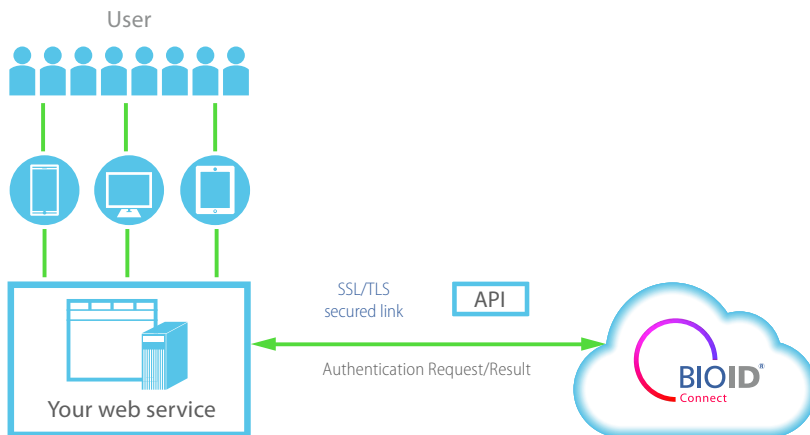 User
SSL/TLS
secured link
API
Authentication Request/Result
Your web service
BIOID®
Connect